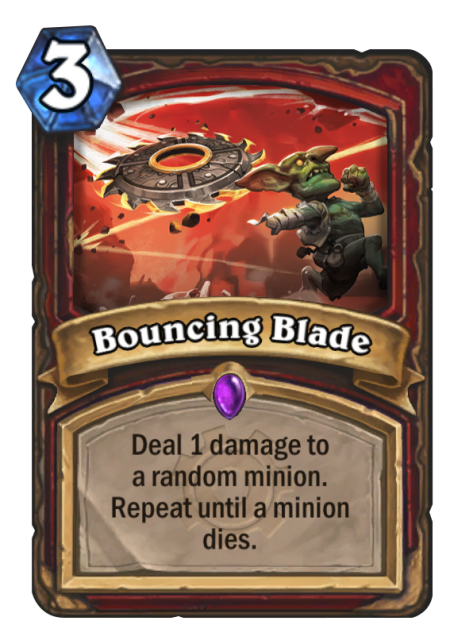 3
Bouncing Blade
Deal 1 damage to
a random minion.
Repeat until a minion
dies.